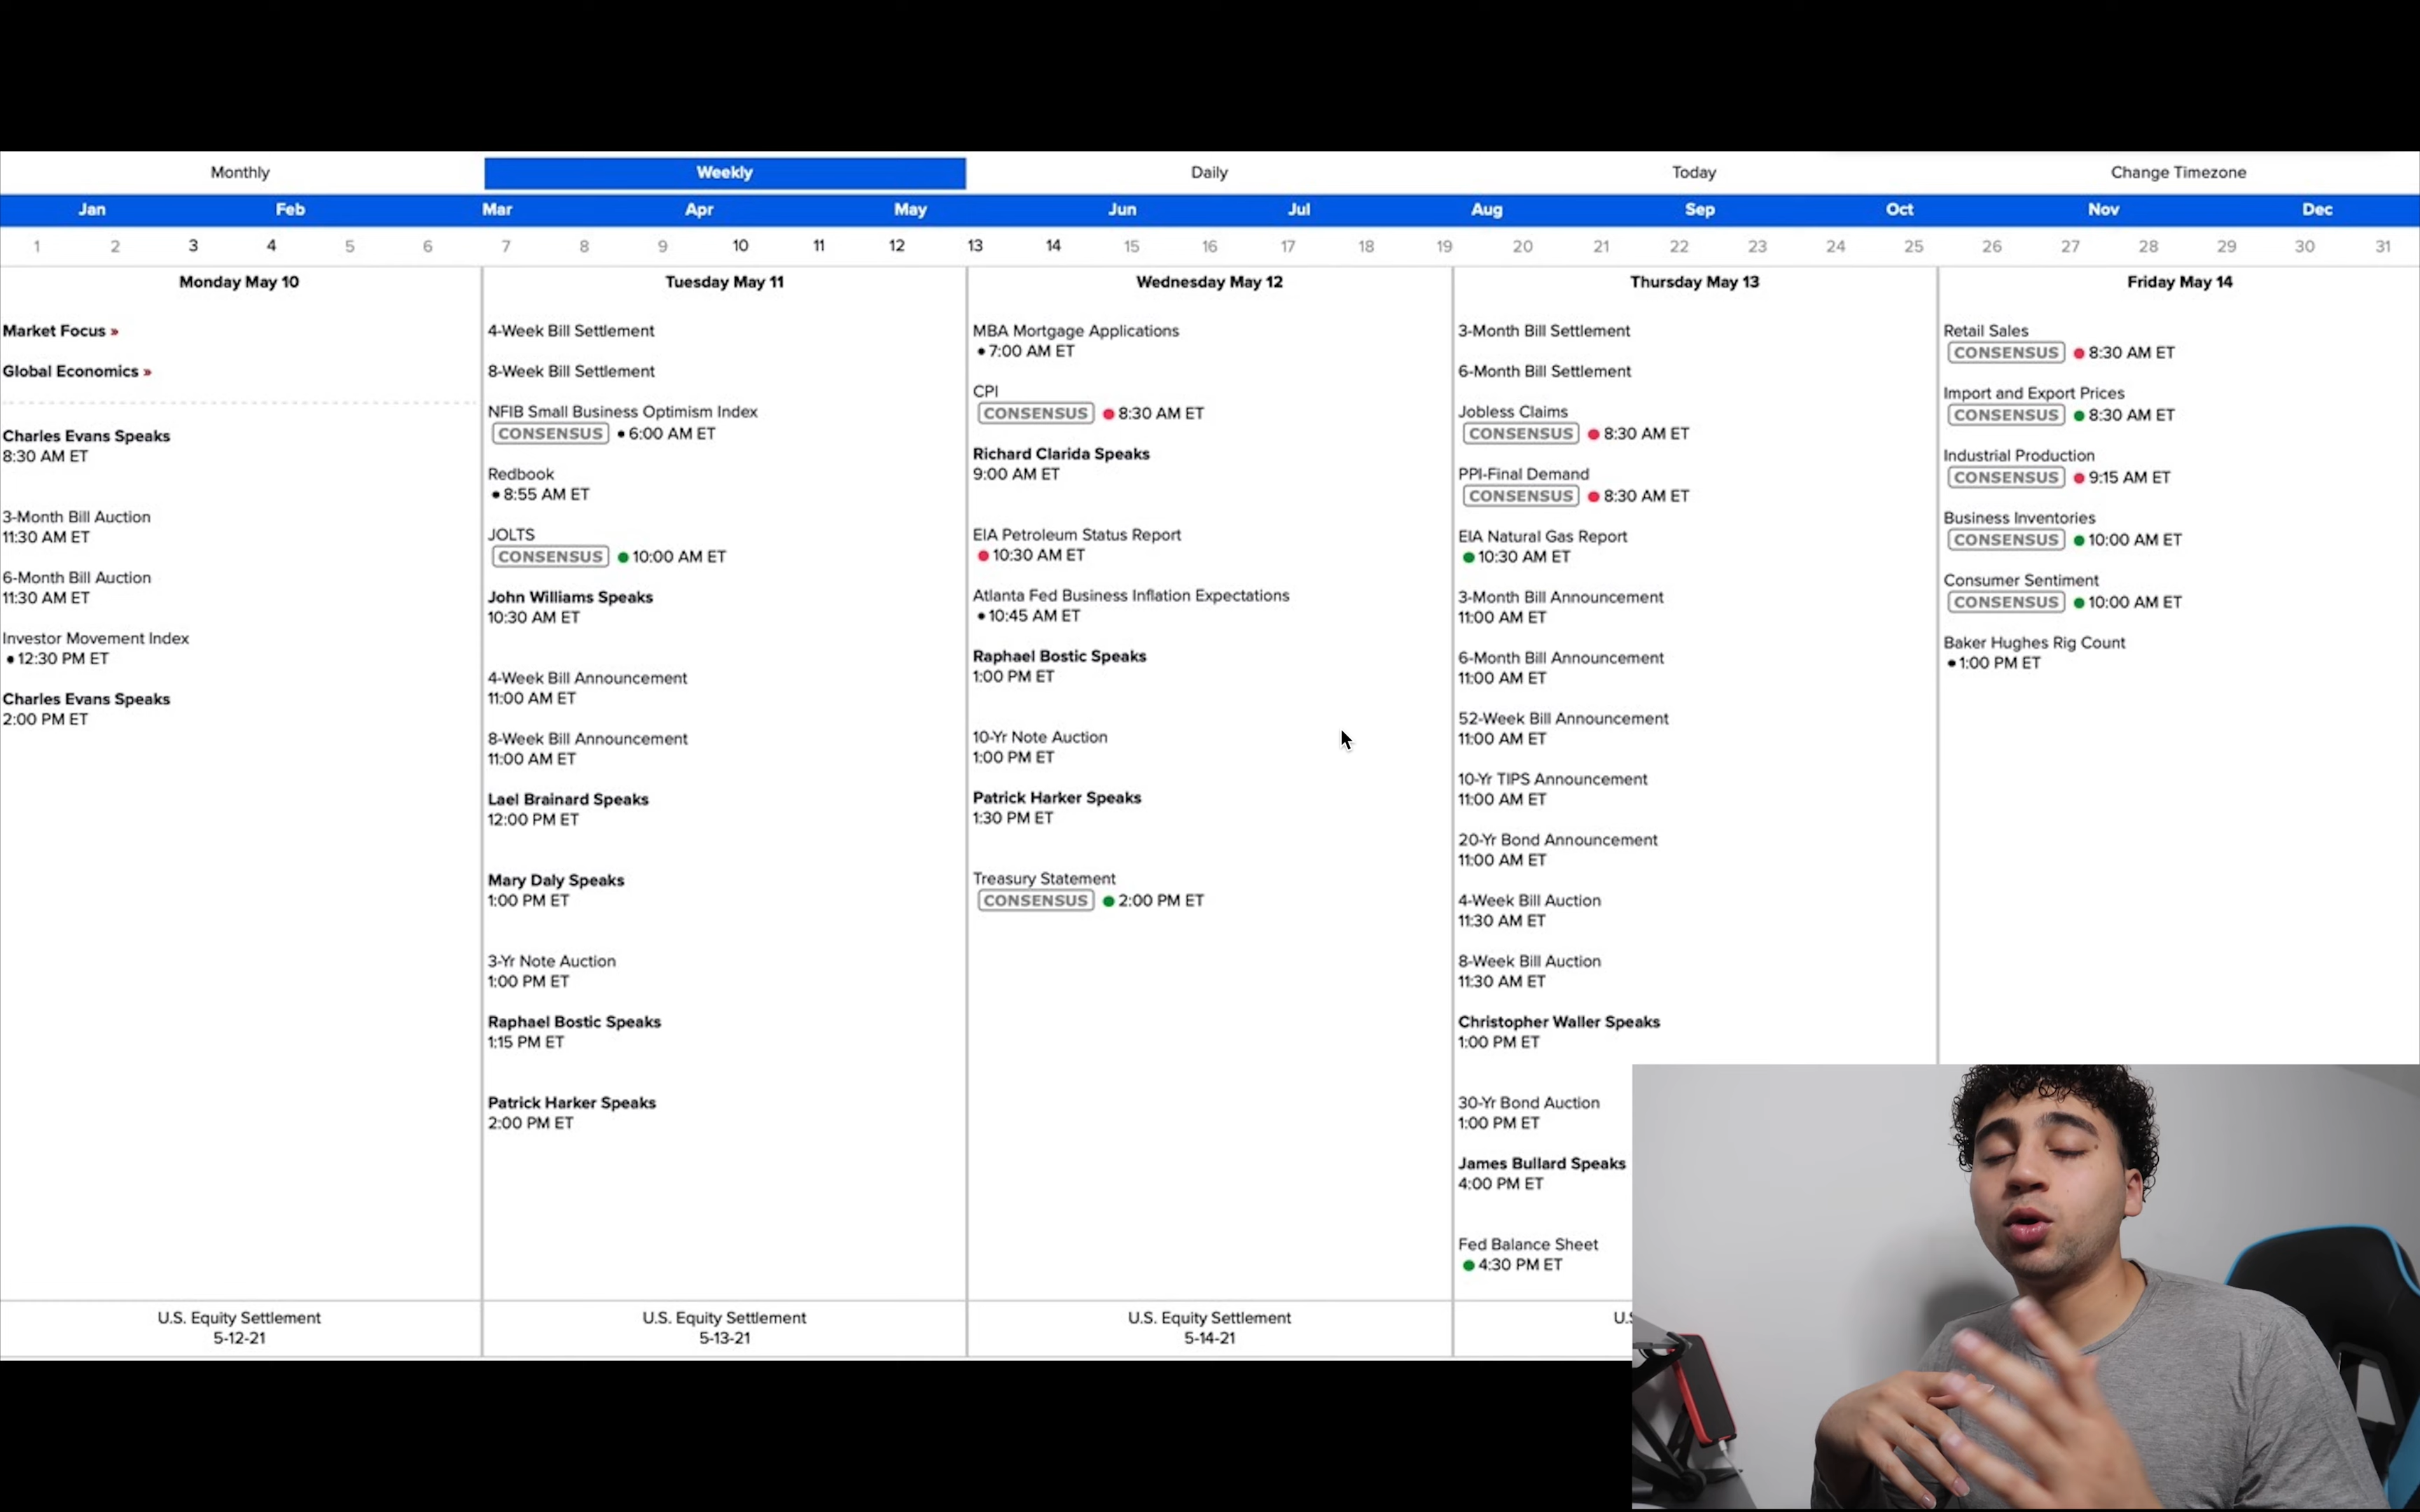 Monthly
Weekly
Daily
Today
Change Timezone
Jan Feb Mar Apr May Jun Jul Aug Sep Oct Nov Dec
1 2 3 4 5 6 7 8 9 10 11 12 13 14 15 16 17 18 19 20 21 22 23 24 25 26 27 28 29 30 31
Monday May 10
Market Focus »
Global Economics »
Charles Evans Speaks
8:30 AM ET
3-Month Bill Auction
11:30 AM ET
6-Month Bill Auction
11:30 AM ET
Investor Movement Index
• 12:30 PM ET
Charles Evans Speaks
2:00 PM ET
U.S. Equity Settlement
5-12-21
Tuesday May 11
4-Week Bill Settlement
8-Week Bill Settlement
NFIB Small Business Optimism Index
CONSENSUS • 6:00 AM ET
Redbook
• 8:55 AM ET
JOLTS
CONSENSUS • 10:00 AM ET
John Williams Speaks
10:30 AM ET
4-Week Bill Announcement
11:00 AM ET
8-Week Bill Announcement
11:00 AM ET
Lael Brainard Speaks
12:00 PM ET
Mary Daly Speaks
1:00 PM ET
3-Yr Note Auction
1:00 PM ET
Raphael Bostic Speaks
1:15 PM ET
Patrick Harker Speaks
2:00 PM ET
U.S. Equity Settlement
5-13-21
Wednesday May 12
MBA Mortgage Applications
• 7:00 AM ET
CPI
CONSENSUS • 8:30 AM ET
Richard Clarida Speaks
9:00 AM ET
EIA Petroleum Status Report
• 10:30 AM ET
Atlanta Fed Business Inflation Expectations
• 10:45 AM ET
Raphael Bostic Speaks
1:00 PM ET
10-Yr Note Auction
1:00 PM ET
Patrick Harker Speaks
1:30 PM ET
Treasury Statement
CONSENSUS • 2:00 PM ET
U.S. Equity Settlement
5-14-21
Thursday May 13
3-Month Bill Settlement
6-Month Bill Settlement
Jobless Claims
CONSENSUS • 8:30 AM ET
PPI-Final Demand
CONSENSUS • 8:30 AM ET
EIA Natural Gas Report
• 10:30 AM ET
3-Month Bill Announcement
11:00 AM ET
6-Month Bill Announcement
11:00 AM ET
52-Week Bill Announcement
11:00 AM ET
10-Yr TIPS Announcement
11:00 AM ET
20-Yr Bond Announcement
11:00 AM ET
4-Week Bill Auction
11:30 AM ET
8-Week Bill Auction
11:30 AM ET
Christopher Waller Speaks
1:00 PM ET
30-Yr Bond Auction
1:00 PM ET
James Bullard Speaks
4:00 PM ET
Fed Balance Sheet
• 4:30 PM ET
Friday May 14
Retail Sales
CONSENSUS • 8:30 AM ET
Import and Export Prices
CONSENSUS • 8:30 AM ET
Industrial Production
CONSENSUS • 9:15 AM ET
Business Inventories
CONSENSUS • 10:00 AM ET
Consumer Sentiment
CONSENSUS • 10:00 AM ET
Baker Hughes Rig Count
• 1:00 PM ET